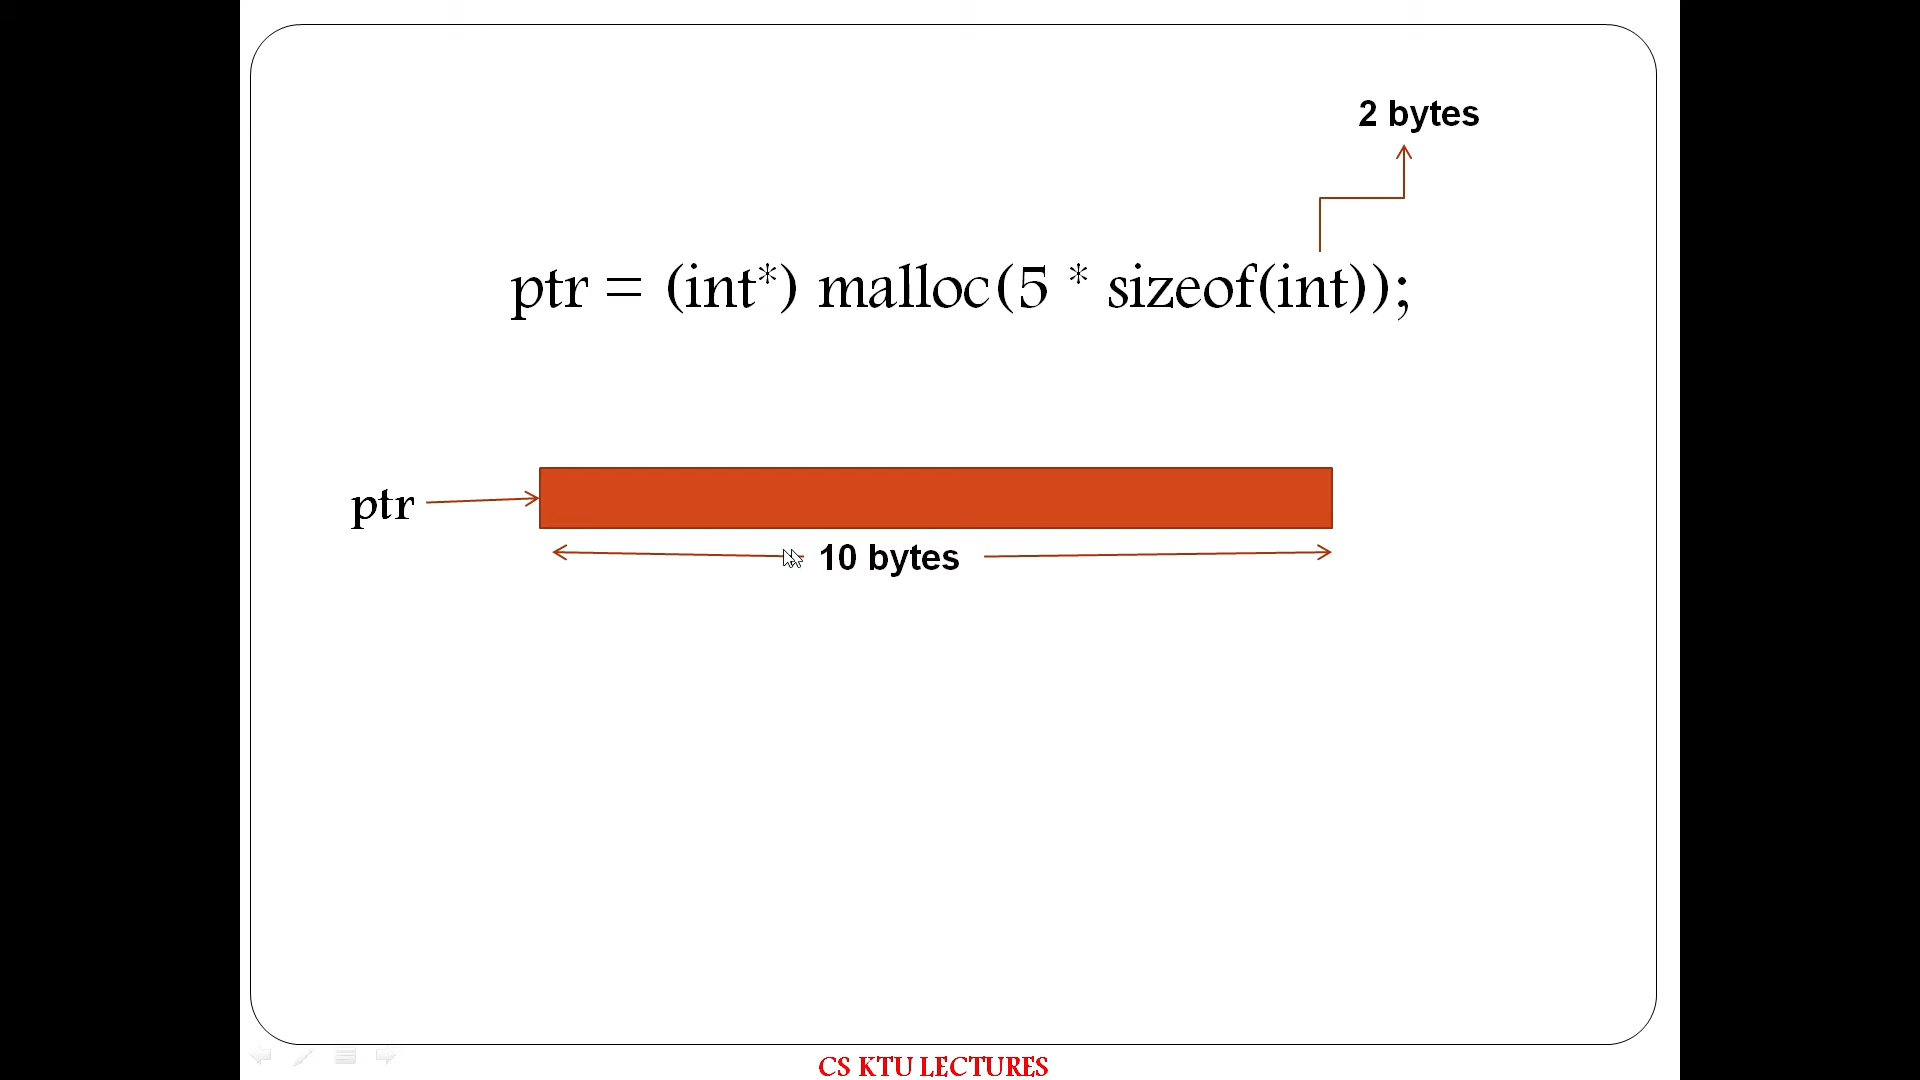 2 bytes
ptr = (int*) malloc(5 * sizeof(int));
ptr
10 bytes
CS KTU LECTURES